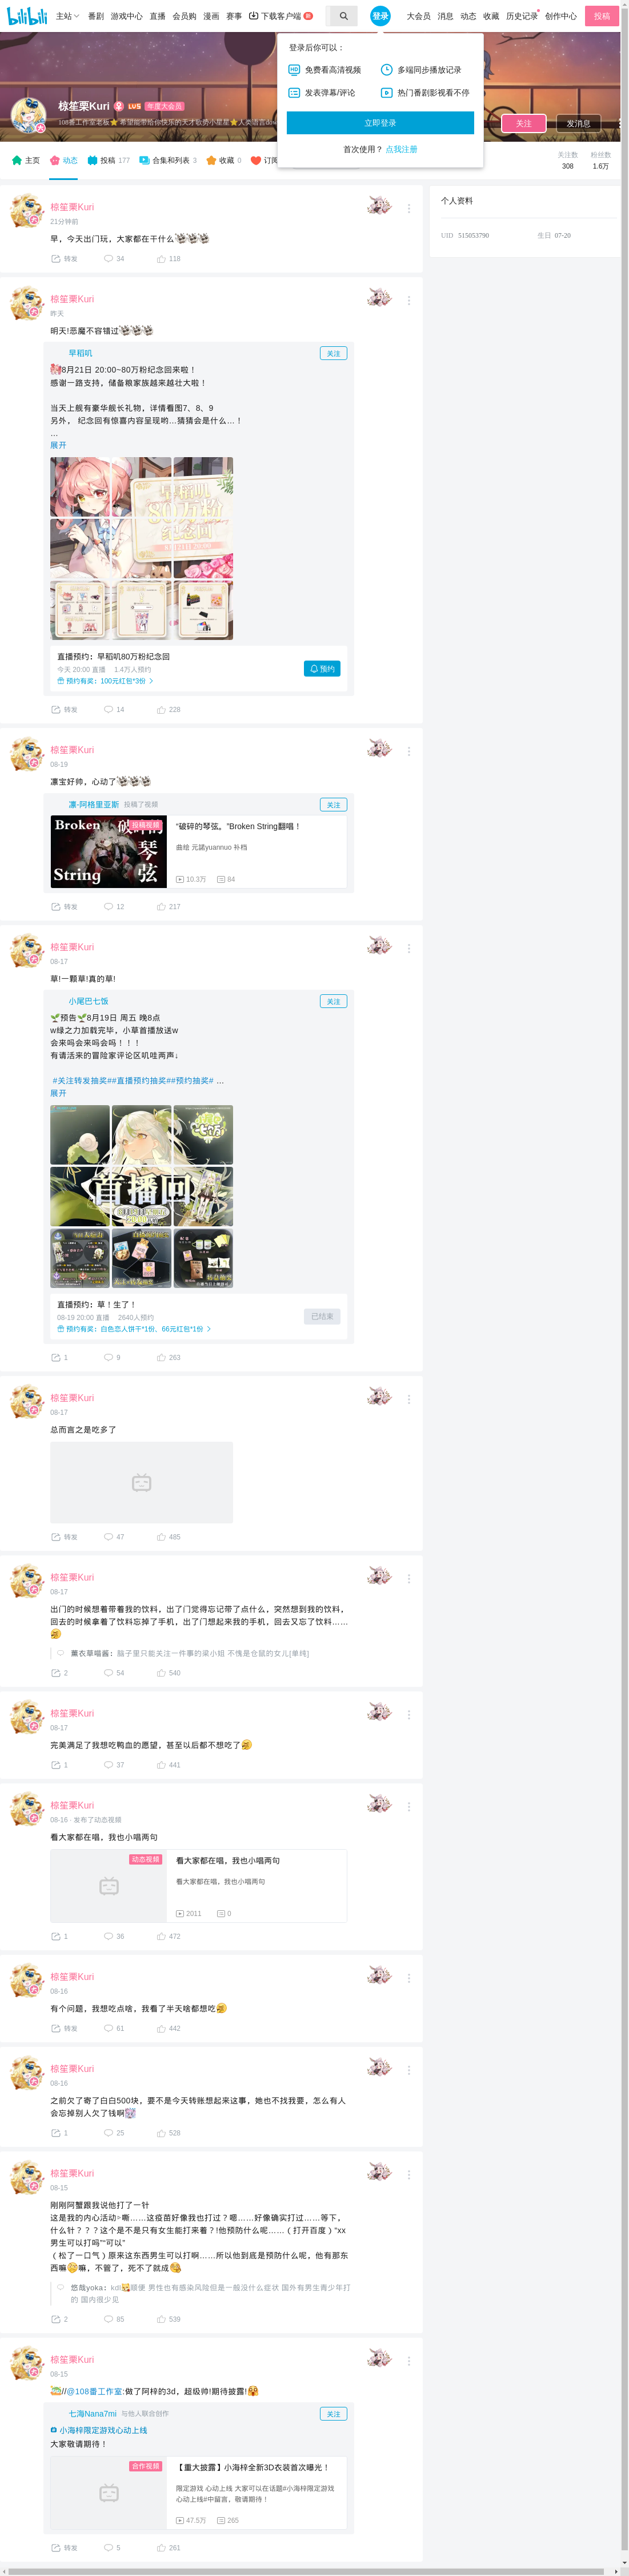 bilibili 主站 番剧 游戏中心 直播 会员购 漫画 赛事 下载客户端 登录 大会员 消息 动态 收藏 历史记录 创作中心 投稿
登录后你可以：
免费看高清视频 多端同步播放记录
发表弹幕/评论 热门番剧影视看不停
立即登录
首次使用？ 点我注册
椋笙栗Kuri LV5 年度大会员
108番工作室老板⭐ 希望能带给你快乐的天才歌势小星星⭐人类语言do
关注 发消息
主页 动态 投稿 177 合集和列表 3 收藏 0 订阅
关注数 粉丝数
308 1.6万
个人资料
UID 515053790 生日 07-20
椋笙栗Kuri
21分钟前
早，今天出门玩，大家都在干什么
转发 34 118
椋笙栗Kuri
昨天
明天!恶魔不容错过
早稻叽 关注
8月21日 20:00~80万粉纪念回来啦！
感谢一路支持，储备粮家族越来越壮大啦！
当天上舰有豪华舰长礼物，详情看图7、8、9
另外， 纪念回有惊喜内容呈现哟...猜猜会是什么...！
...
展开
早稻叽
80万粉
纪念回
直播预约：早稻叽80万粉纪念回
今天 20:00 直播 1.4万人预约
预约有奖：100元红包*3份
预约
转发 14 228
椋笙栗Kuri
08-19
凛宝好帅，心动了
凛-阿格里亚斯 投稿了视频 关注
Broken
String
琴
弦
投稿视频
“破碎的琴弦。”Broken String翻唱！
曲绘 元諾yuannuo 补档
10.3万 84
转发 12 217
椋笙栗Kuri
08-17
草!一颗草!真的草!
小尾巴七饭 关注
预告 8月19日 周五 晚8点
w绿之力加载完毕，小草首播放送w
会来吗会来吗会吗！！！
有请活来的冒险家评论区叽哇两声↓
#关注转发抽奖##直播预约抽奖##预约抽奖# ...
展开
首播回
直播预约：草！生了！
08-19 20:00 直播 2640人预约
预约有奖：白色恋人饼干*1份、66元红包*1份
已结束
1 9 263
椋笙栗Kuri
08-17
总而言之是吃多了
转发 47 485
椋笙栗Kuri
08-17
出门的时候想着带着我的饮料，出了门觉得忘记带了点什么，突然想到我的饮料，
回去的时候拿着了饮料忘掉了手机，出了门想起来我的手机，回去又忘了饮料……
薰衣草喵酱：脑子里只能关注一件事的梁小姐 不愧是仓鼠的女儿[单纯]
2 54 540
椋笙栗Kuri
08-17
完美满足了我想吃鸭血的愿望，甚至以后都不想吃了
1 37 441
椋笙栗Kuri
08-16 · 发布了动态视频
看大家都在唱，我也小唱两句
动态视频
看大家都在唱，我也小唱两句
看大家都在唱，我也小唱两句
2011 0
1 36 472
椋笙栗Kuri
08-16
有个问题，我想吃点啥，我看了半天啥都想吃
转发 61 442
椋笙栗Kuri
08-16
之前欠了寄了白白500块，要不是今天转账想起来这事，她也不找我要，怎么有人
会忘掉别人欠了钱啊
1 25 528
椋笙栗Kuri
08-15
刚刚阿蟹跟我说他打了一针
这是我的内心活动▹嘶……这疫苗好像我也打过？嗯……好像确实打过……等下，
什么针？？？这个是不是只有女生能打来着？!他预防什么呢……（打开百度）“xx
男生可以打吗”“可以”
（松了一口气）原来这东西男生可以打啊……所以他到底是预防什么呢，他有那东
西嘛 嘛，不管了，死不了就成
悠哉yoka：kdl 顺便 男性也有感染风险但是一般没什么症状 国外有男生青少年打
的 国内很少见
2 85 539
椋笙栗Kuri
08-15
//@108番工作室:做了阿梓的3d，超级帅!期待披露!
七海Nana7mi 与他人联合创作 关注
小海梓限定游戏心动上线
大家敬请期待！
合作视频
【重大披露】小海梓全新3D衣装首次曝光！
限定游戏 心动上线 大家可以在话题#小海梓限定游戏
心动上线#中留言，敬请期待！
47.5万 265
转发 5 261